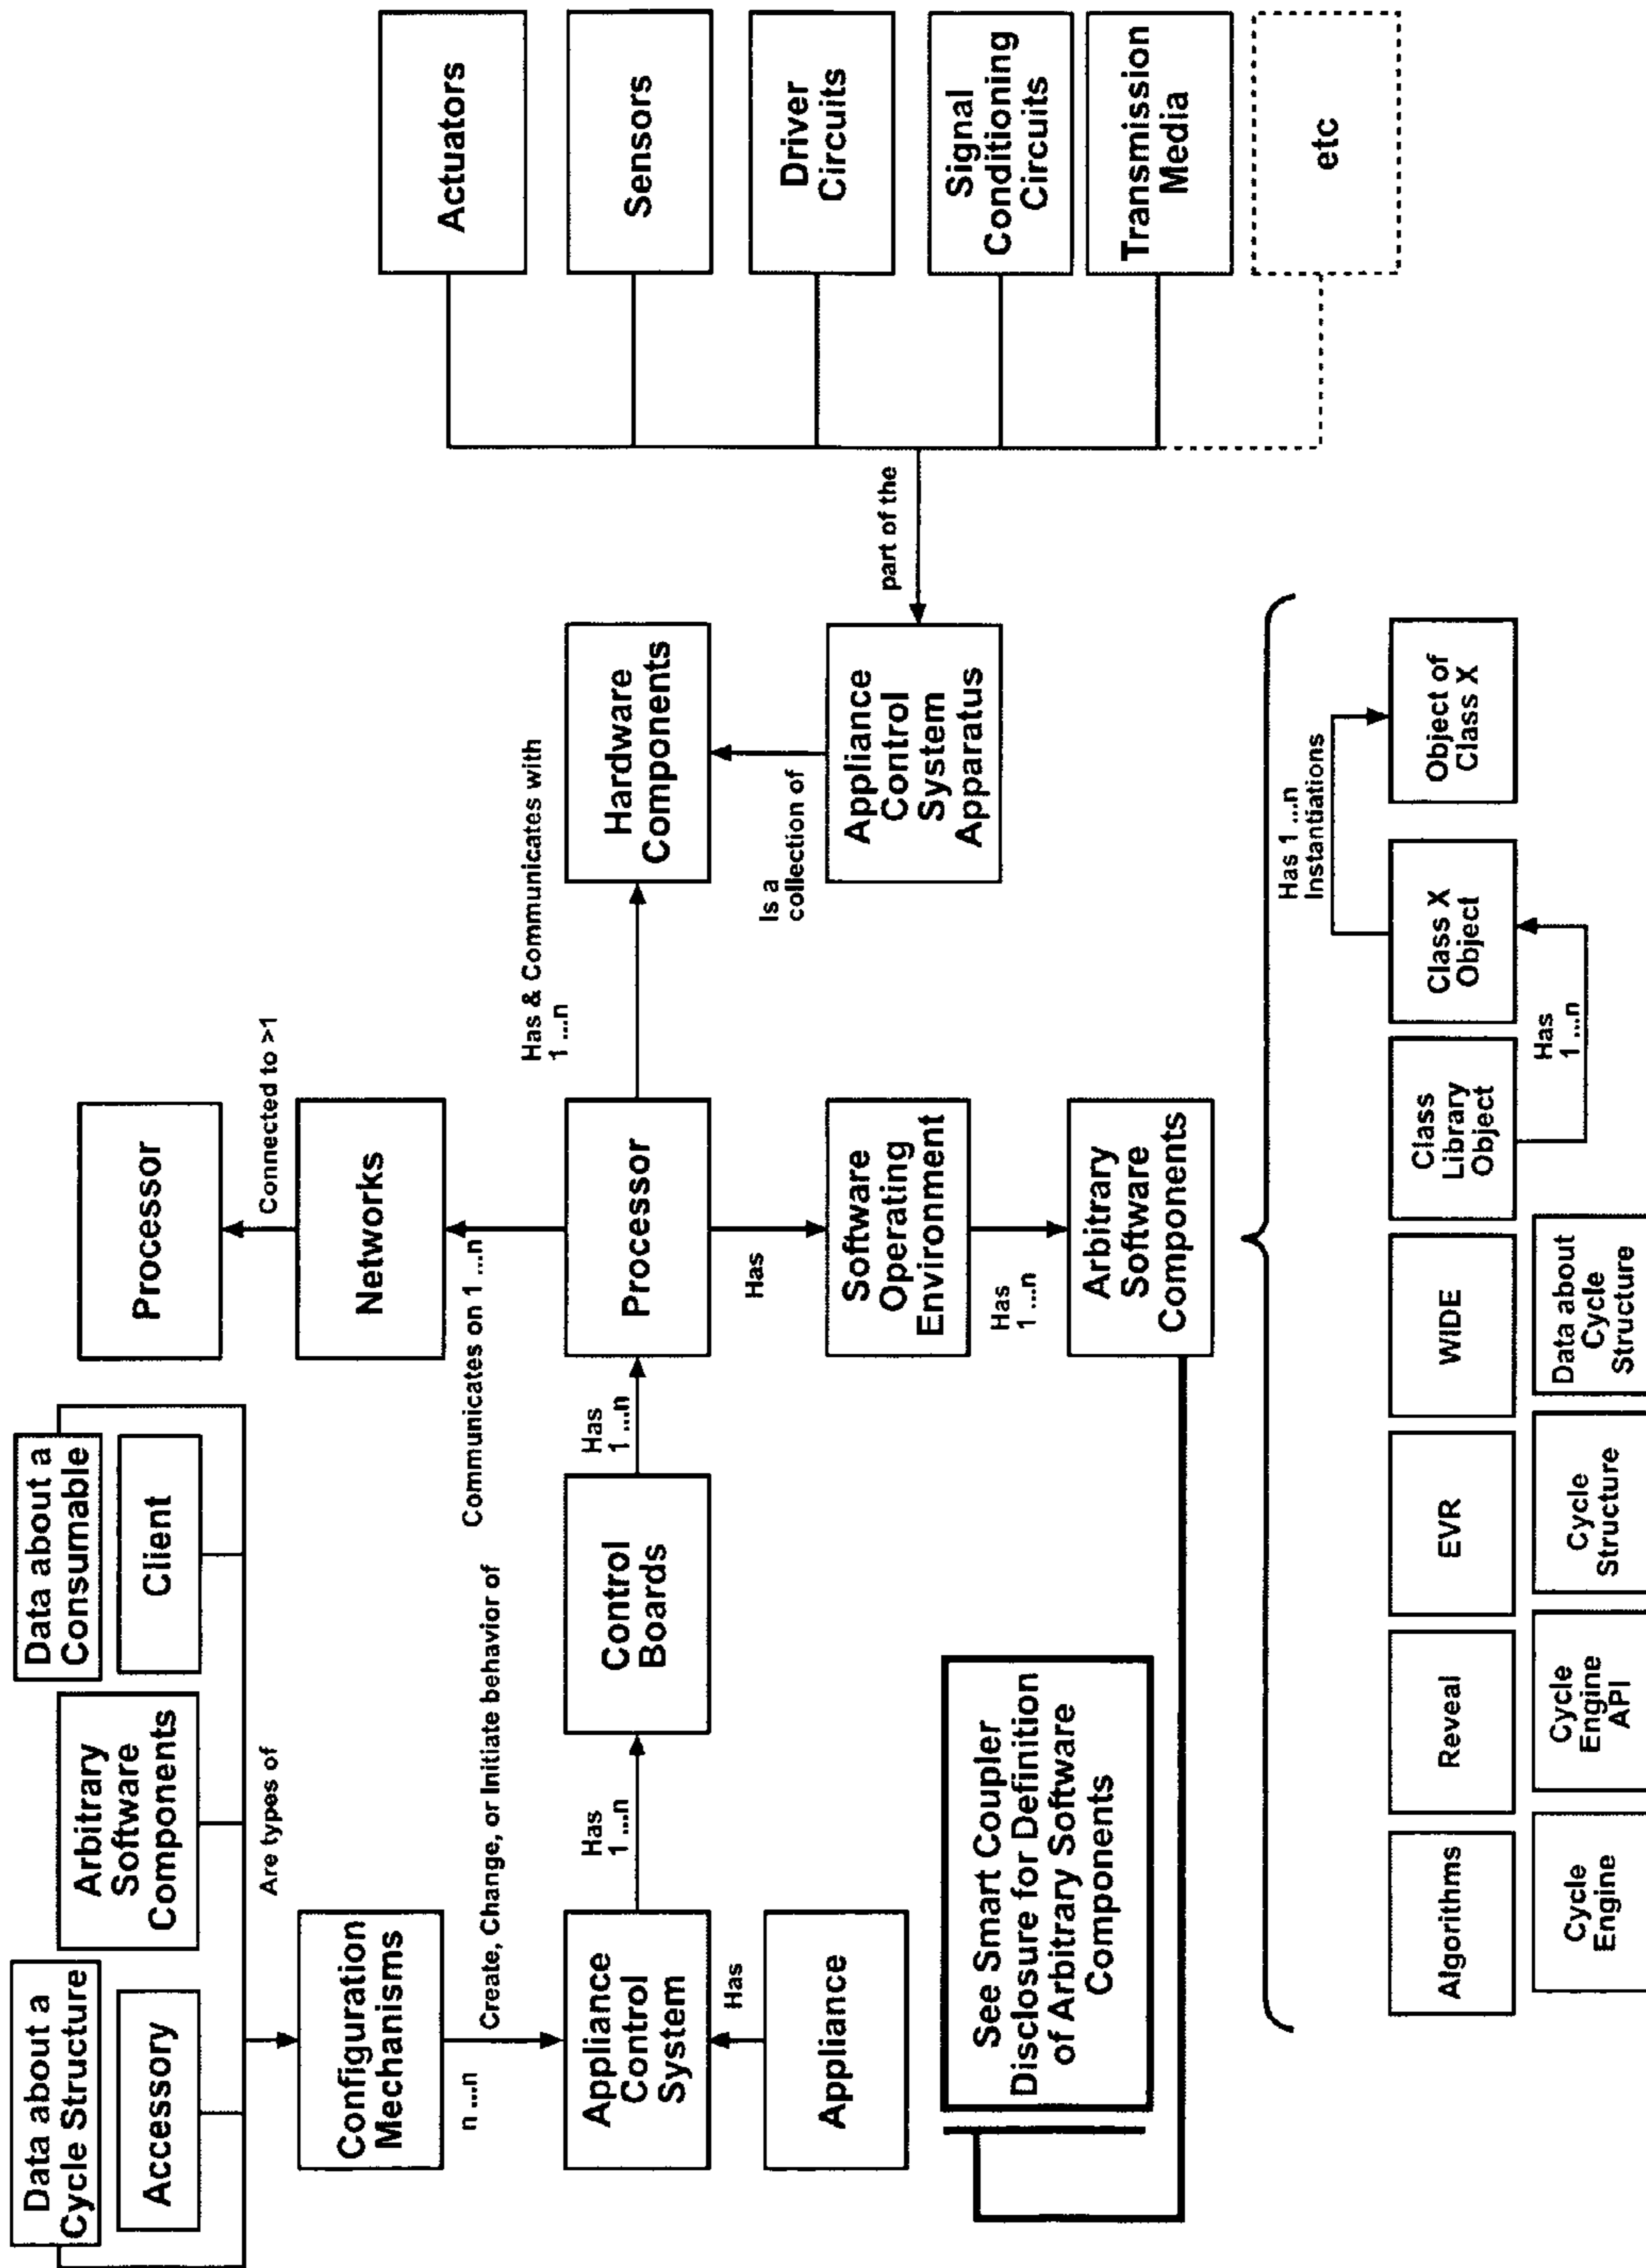 Data about a
Cycle Structure
Accessory
Arbitrary
Software
Components
Data about a
Consumable
Client
Are types of
Configuration
Mechanisms
n ...n
Create, Change, or Initiate behavior of
Appliance
Control
System
Has
Appliance
Has
1 ...n
Control
Boards
Has
1 ...n
Processor
Communicates on 1 ...n
Networks
Connected to >1
Processor
Has & Communicates with
1 ...n
Hardware
Components
Is a
collection of
Appliance
Control
System
Apparatus
part of the
Actuators
Sensors
Driver
Circuits
Signal
Conditioning
Circuits
Transmission
Media
etc
Has
Software
Operating
Environment
Has
1 ...n
Arbitrary
Software
Components
See Smart Coupler
Disclosure for Definition
of Arbitrary Software
Components
Algorithms
Reveal
EVR
WIDE
Class
Library
Object
Has
1 ...n
Class X
Object
Has 1 ...n
Instantiations
Object of
Class X
Cycle
Engine
Cycle
Engine
API
Cycle
Structure
Data about
Cycle
Structure